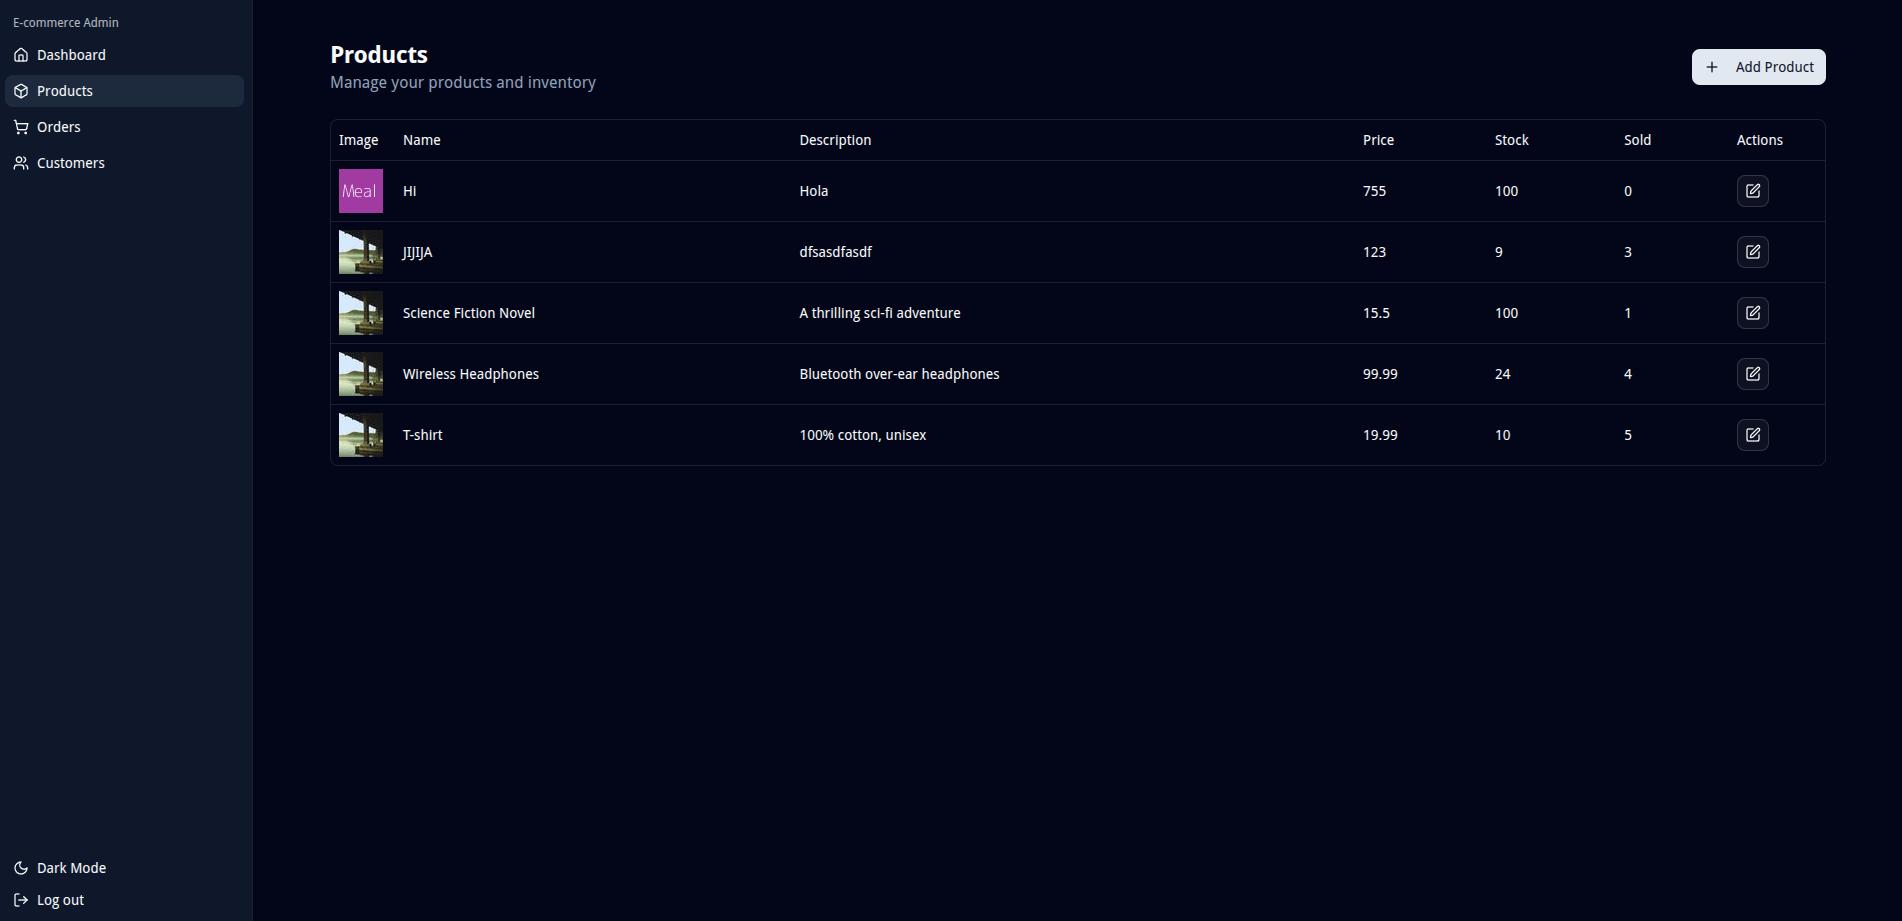 E-commerce Admin
Dashboard
Products
Orders
Customers
Dark Mode
Log out
Products
Manage your products and inventory
Add Product
Image Name Description Price Stock Sold Actions
Meal Hi Hola 755 100 0
JIJIJA dfsasdfasdf 123 9 3
Science Fiction Novel A thrilling sci-fi adventure 15.5 100 1
Wireless Headphones Bluetooth over-ear headphones 99.99 24 4
T-shirt 100% cotton, unisex 19.99 10 5